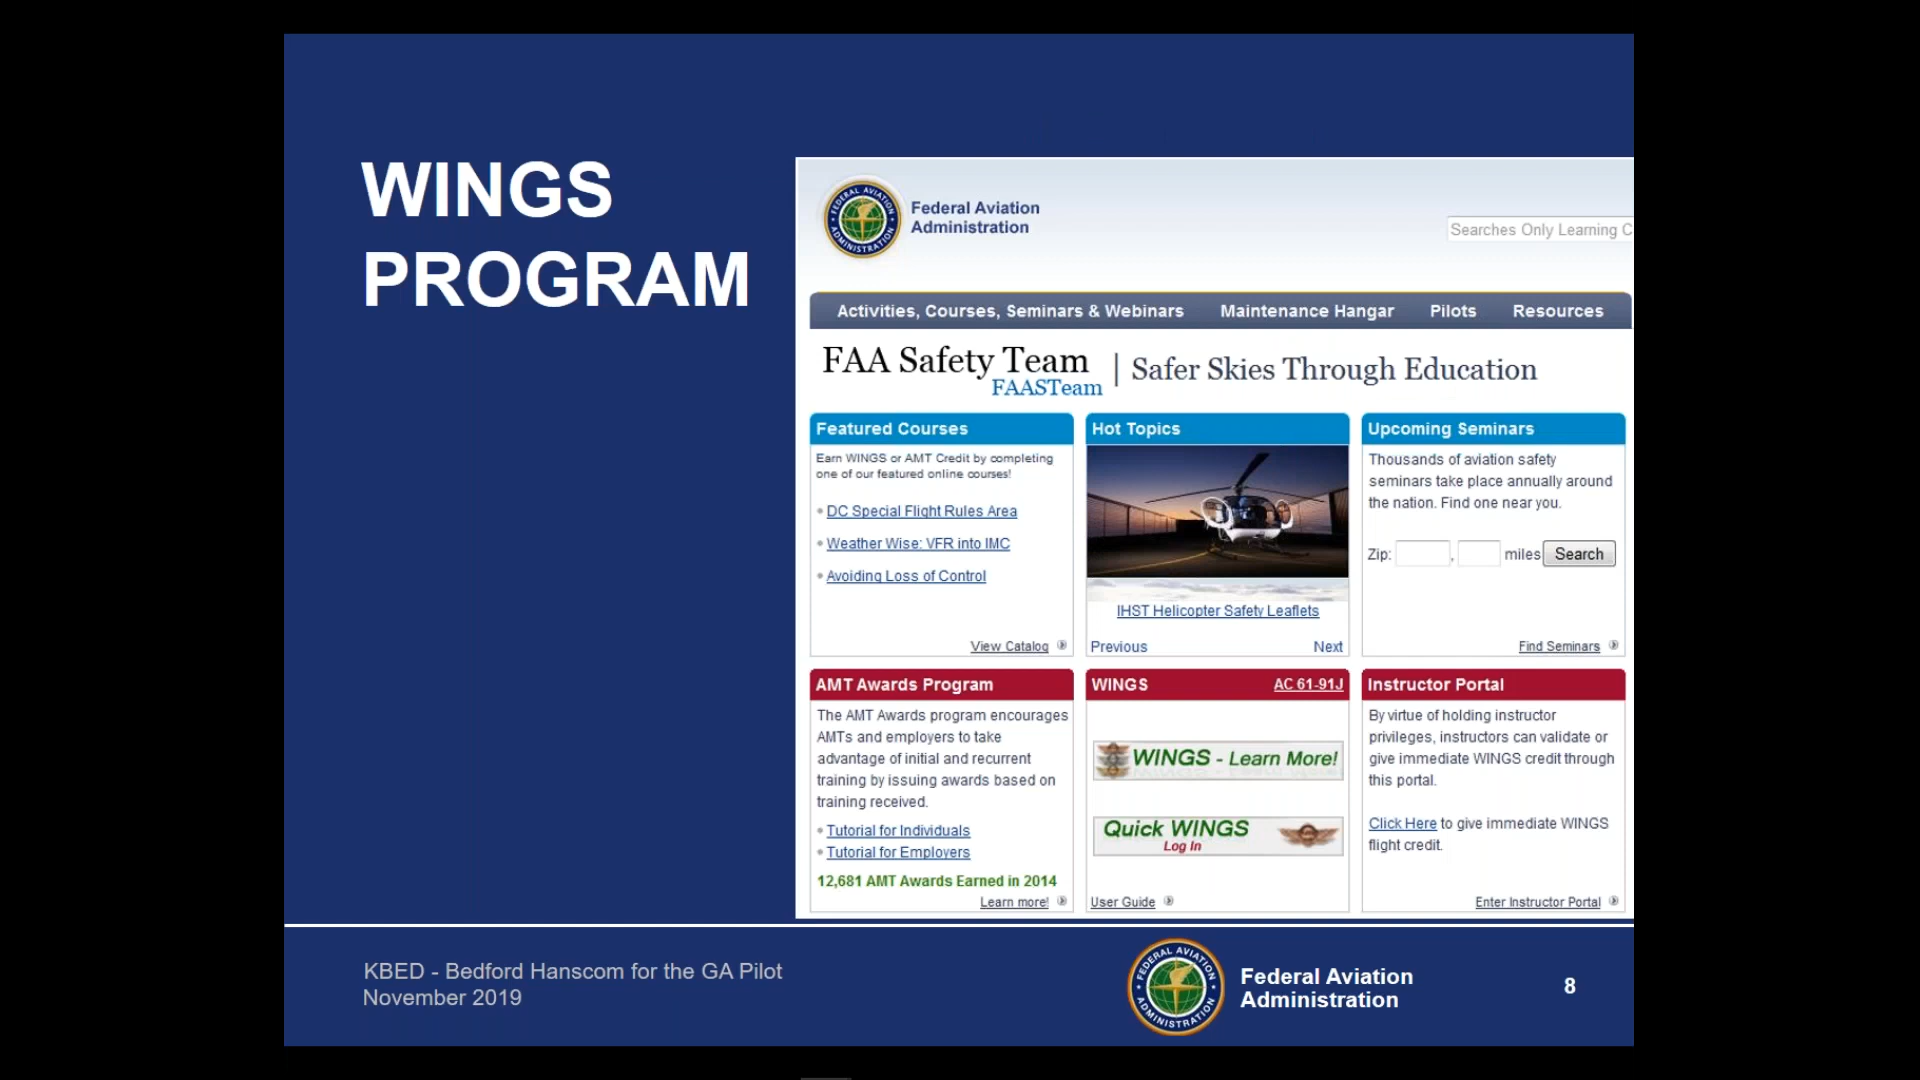 WINGS
PROGRAM
FEDERAL AVIATION
ADMINISTRATION
Federal Aviation
Administration
Searches Only Learning C
Activities, Courses, Seminars & Webinars
Maintenance Hangar
Pilots
Resources
FAA Safety Team
FAASTeam
| Safer Skies Through Education
Featured Courses
Earn WINGS or AMT Credit by completing
one of our featured online courses!
DC Special Flight Rules Area
Weather Wise: VFR into IMC
Avoiding Loss of Control
View Catalog
Hot Topics
IHST Helicopter Safety Leaflets
Previous
Next
Upcoming Seminars
Thousands of aviation safety
seminars take place annually around
the nation. Find one near you.
Zip: , miles Search
Find Seminars
AMT Awards Program
The AMT Awards program encourages
AMTs and employers to take
advantage of initial and recurrent
training by issuing awards based on
training received.
Tutorial for Individuals
Tutorial for Employers
12,681 AMT Awards Earned in 2014
Learn more!
WINGS
AC 61-91J
WINGS - Learn More!
Quick WINGS
Log In
User Guide
Instructor Portal
By virtue of holding instructor
privileges, instructors can validate or
give immediate WINGS credit through
this portal.
Click Here to give immediate WINGS
flight credit.
Enter Instructor Portal
KBED - Bedford Hanscom for the GA Pilot
November 2019
FEDERAL AVIATION
ADMINISTRATION
Federal Aviation
Administration
8